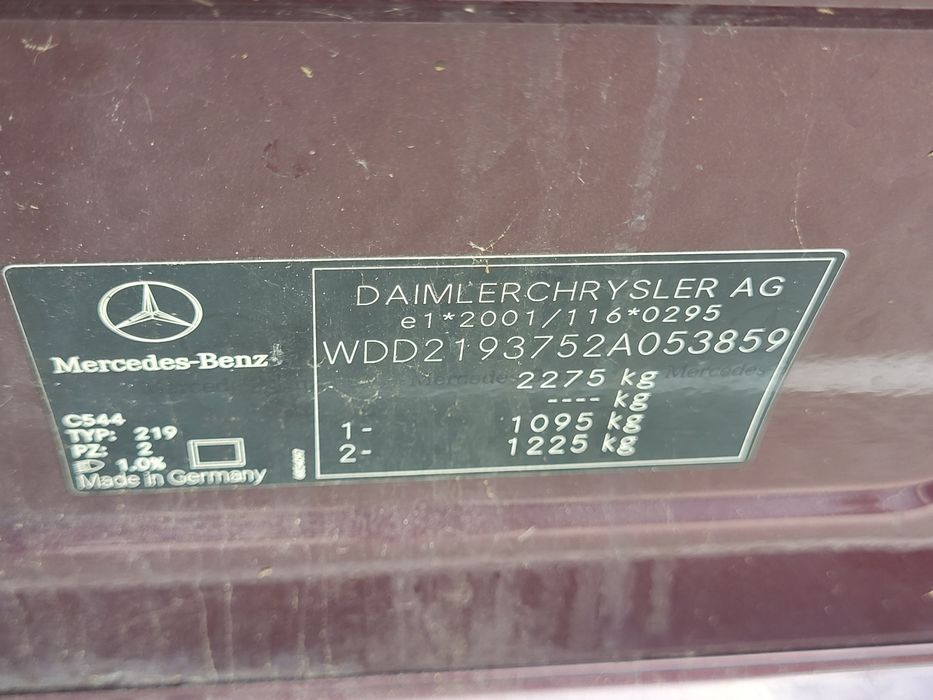 Mercedes-Benz
C544
TYP: 219
PZ: 2
1.0%
Made in Germany
DAIMLERCHRYSLER AG
e1*2001/116*0295
WDD2193752A053859
2275 kg
---- kg
1- 1095 kg
2- 1225 kg